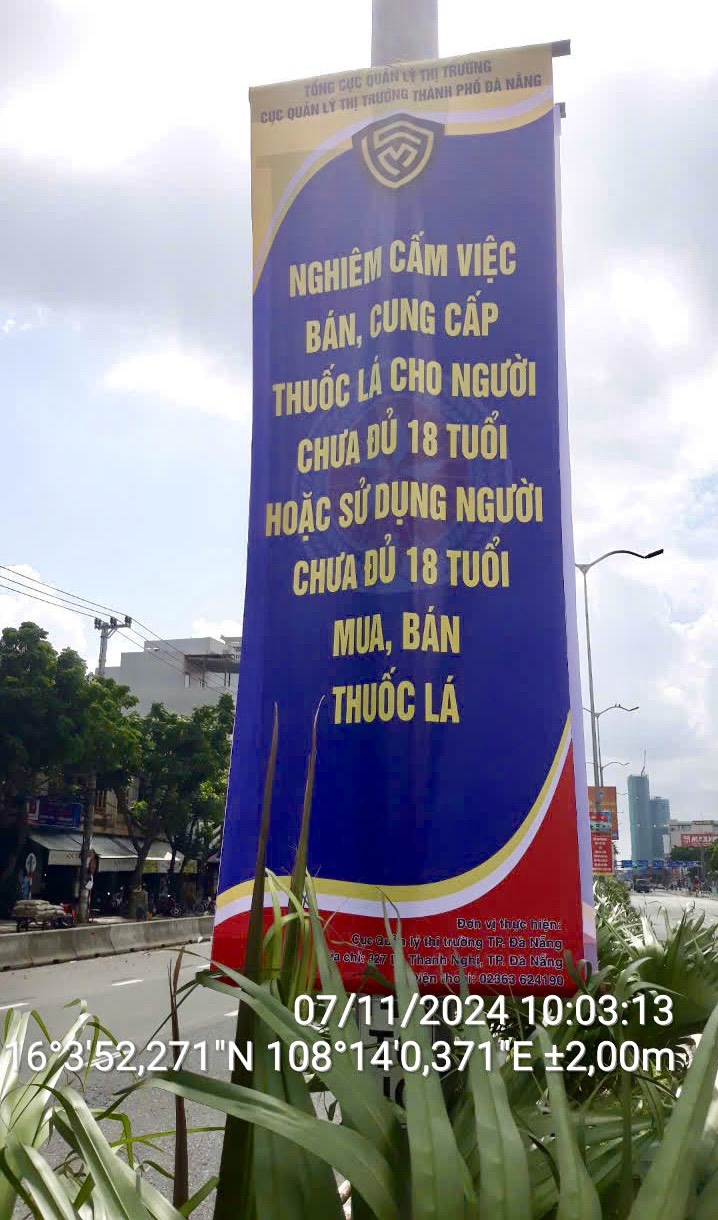 TỔNG CỤC QUẢN LÝ THỊ TRƯỜNG
CỤC QUẢN LÝ THỊ TRƯỜNG THÀNH PHỐ ĐÀ NẴNG
NGHIÊM CẤM VIỆC
BÁN, CUNG CẤP
THUỐC LÁ CHO NGƯỜI
CHƯA ĐỦ 18 TUỔI
HOẶC SỬ DỤNG NGƯỜI
CHƯA ĐỦ 18 TUỔI
MUA, BÁN
THUỐC LÁ
Đơn vị thực hiện:
Cục Quản lý thị trường TP. Đà Nẵng
chỉ: Thanh Nghị, TP. Đà Nẵng
thoại: 02363 624190
07/11/2024 10:03:13
16°3'52,271"N 108°14'0,371"E ±2,00m